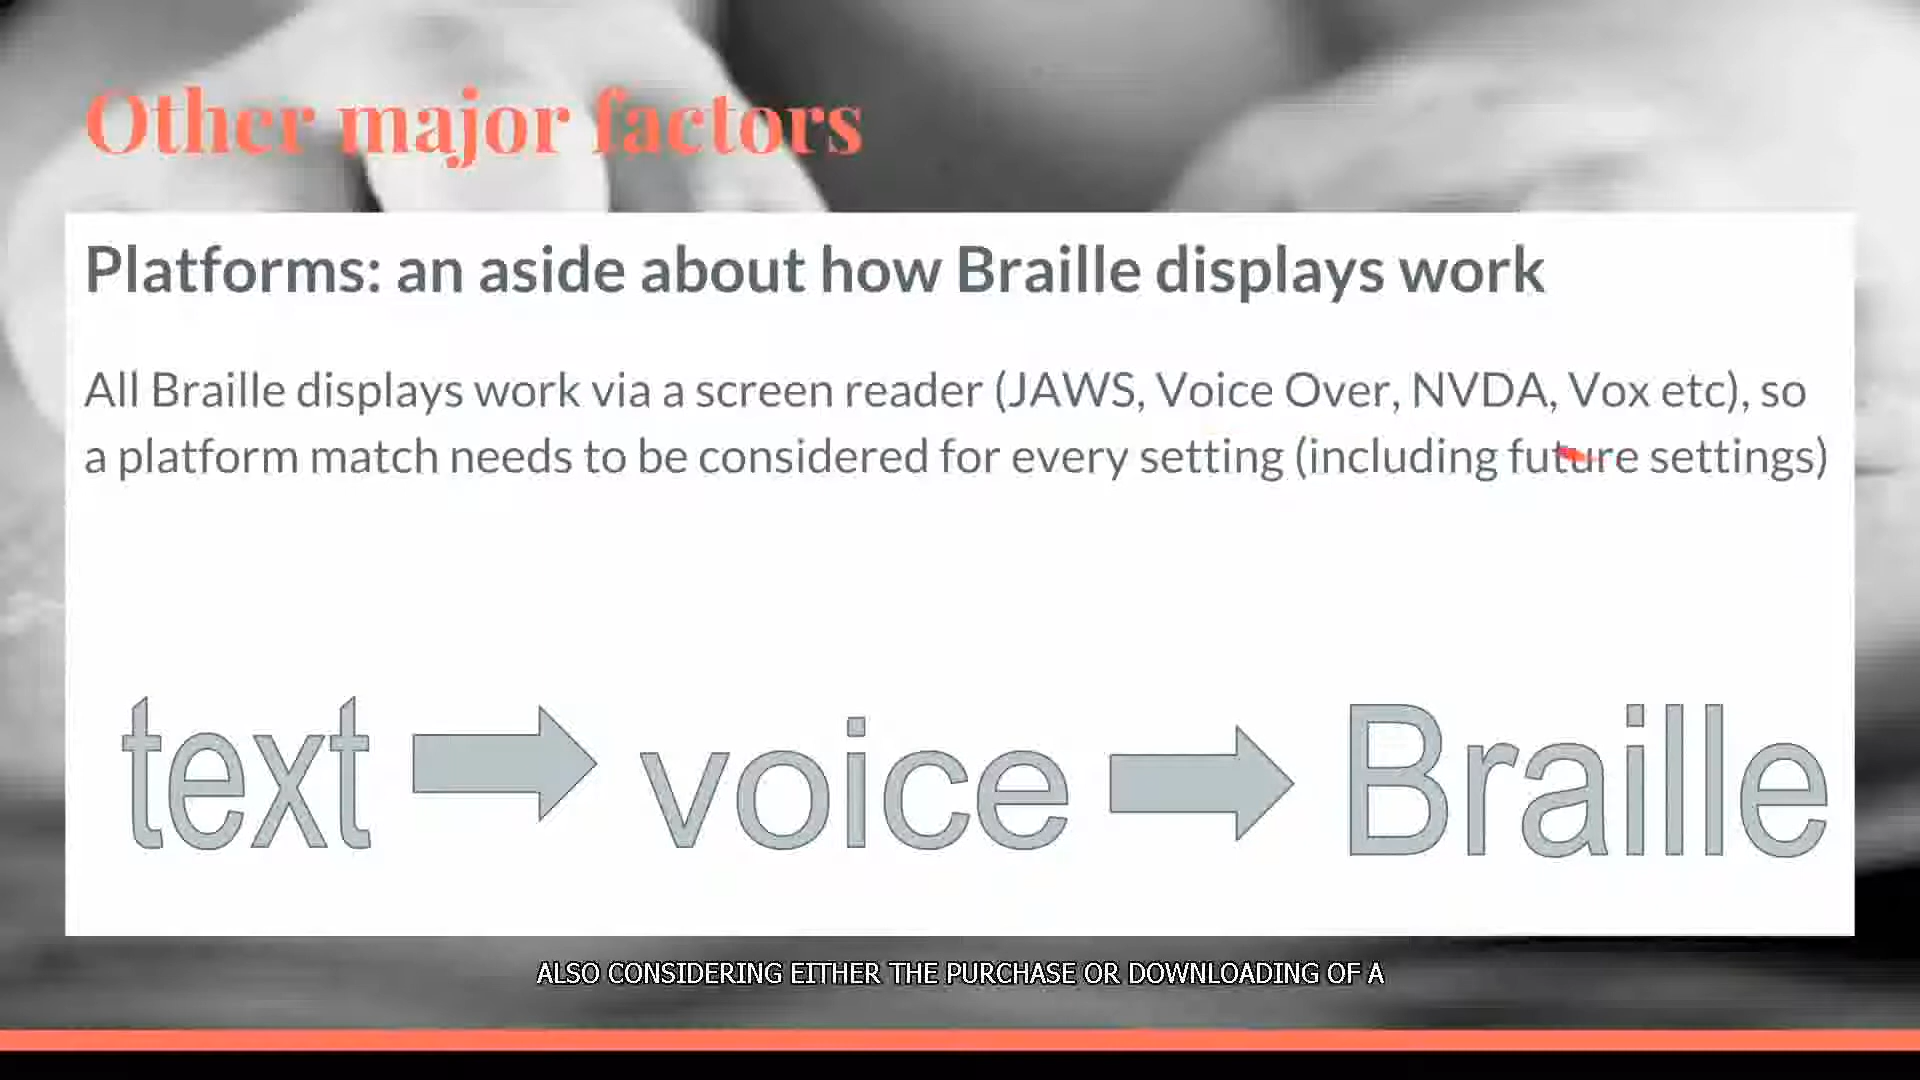 Other major factors
Platforms: an aside about how Braille displays work
All Braille displays work via a screen reader (JAWS, Voice Over, NVDA, Vox etc), so
a platform match needs to be considered for every setting (including future settings)
text voice Braille
ALSO CONSIDERING EITHER THE PURCHASE OR DOWNLOADING OF A